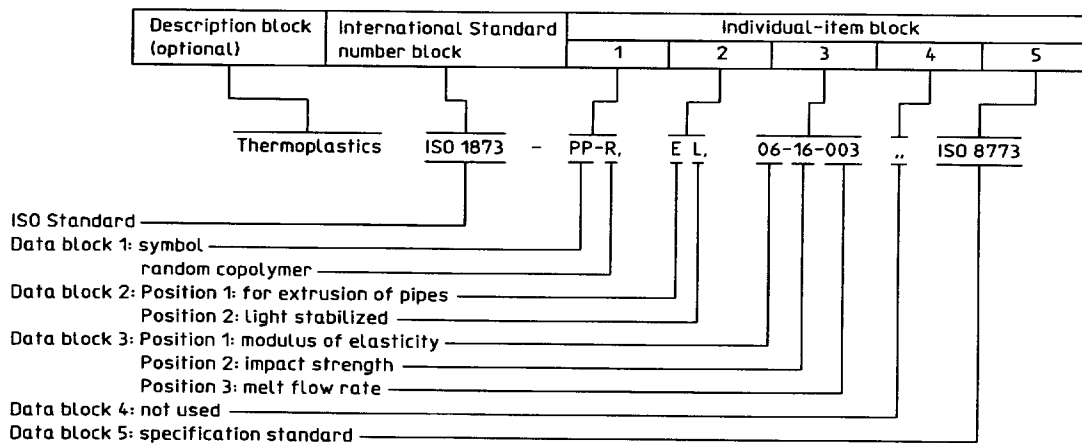 Description block (optional)
International Standard number block
Individual-item block
1 2 3 4 5
Thermoplastics ISO 1873 - PP-R, E L, 06-16-003 ,, ISO 8773
ISO Standard
Data block 1: symbol
random copolymer
Data block 2: Position 1: for extrusion of pipes
Position 2: light stabilized
Data block 3: Position 1: modulus of elasticity
Position 2: impact strength
Position 3: melt flow rate
Data block 4: not used
Data block 5: specification standard